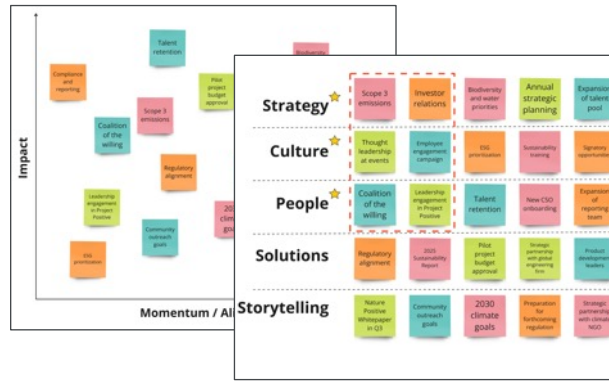 Impact
Talent
retention
Compliance
and
reporting
Pilot
project
budget
approval
Scope 3
emissions
Coalition
of the
willing
Regulatory
alignment
Leadership
engagement
in Project
Positive
Community
outreach
goals
ESG
prioritization
Biodiversity
Momentum /
Strategy
Scope 3
emissions
Investor
relations
Biodiversity
and water
priorities
Annual
strategic
planning
Expansion
of talent
pool
Culture
Thought
leadership
at events
Employee
engagement
campaign
ESG
prioritization
Sustainability
training
Signatory
People
Coalition
of the
willing
Leadership
engagement
in Project
Positive
Talent
retention
New CSO
onboarding
Expansion
of
reporting
team
Solutions
Regulatory
alignment
2025
Sustainability
Report
Pilot
project
budget
approval
Strategic
partnership
with global
engineering
firm
Product
development
leaders
Storytelling
Nature
Positive
Whitepaper
in Q3
Community
outreach
goals
2030
climate
goals
Preparation
for
forthcoming
regulation
Strategic
partnership
with climate
NGO